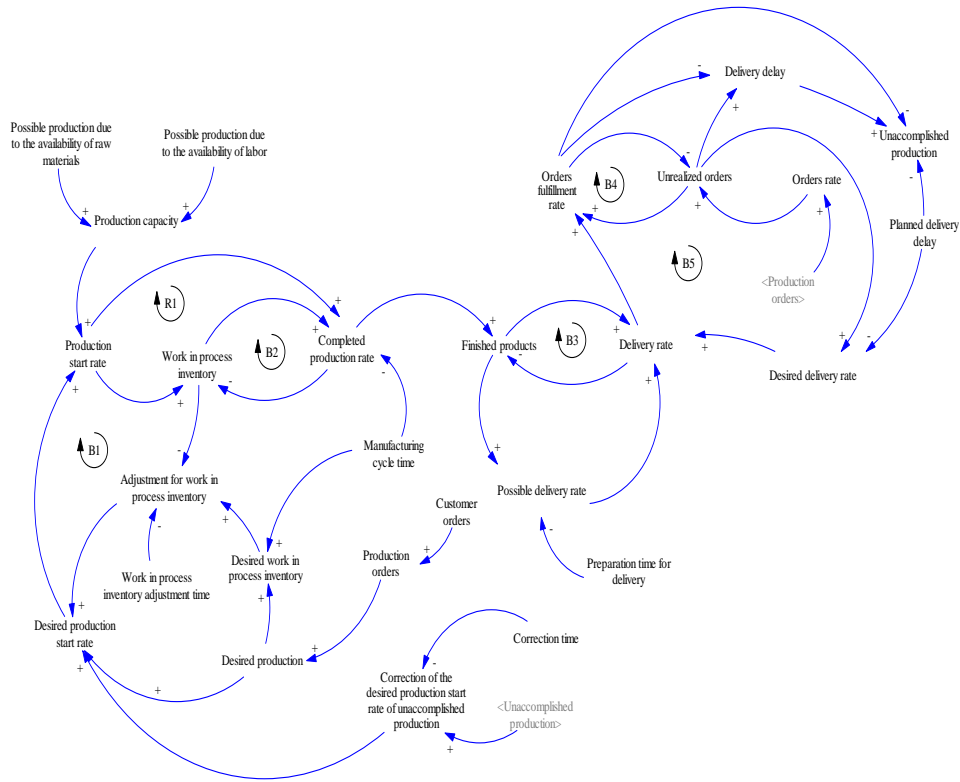 Delivery delay
Possible production due
to the availability of raw
materials
Possible production due
to the availability of labor
Unaccomplished
production
Orders
fulfillment
rate
B4
Unrealized orders
Orders rate
Production capacity
Planned delivery
delay
B5
<Production
orders>
R1
Production
start rate
Work in process
inventory
B2
Completed
production rate
Finished products
B3
Delivery rate
Desired delivery rate
B1
Manufacturing
cycle time
Adjustment for work in
process inventory
Possible delivery rate
Customer
orders
Production
orders
Desired work in
process inventory
Work in process
inventory adjustment time
Preparation time for
delivery
Desired production
start rate
Correction time
Desired production
Correction of the
desired production start
rate of unaccomplished
production
<Unaccomplished
production>